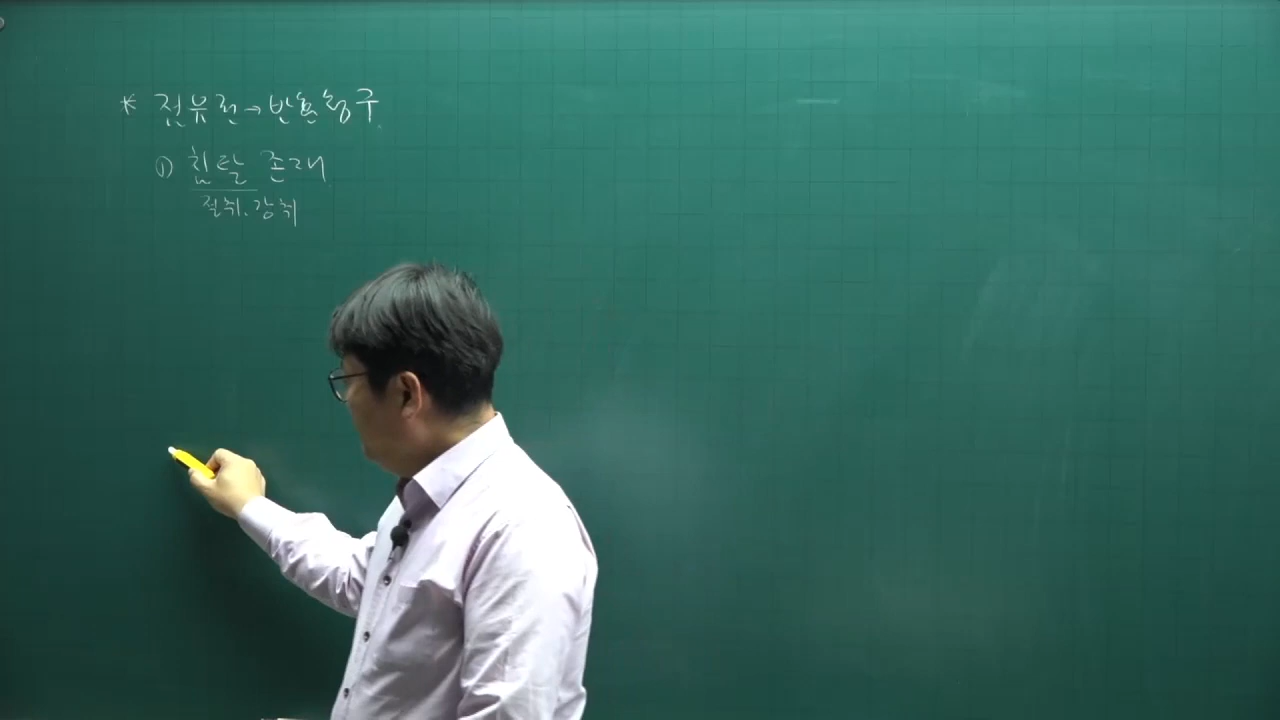 * 점유권→반환청구
① 침탈 존재
절취.강취